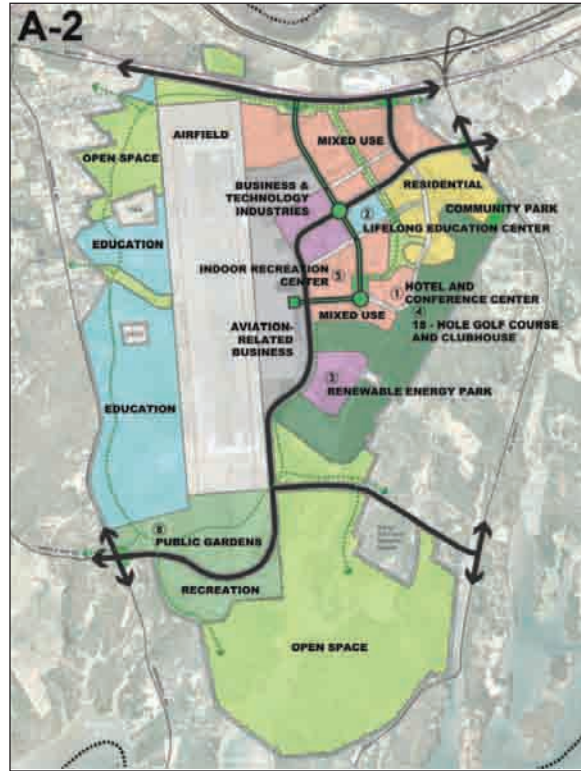 A-2
AIRFIELD
MIXED USE
OPEN SPACE
RESIDENTIAL
BUSINESS &
TECHNOLOGY
INDUSTRIES
COMMUNITY PARK
2
LIFELONG EDUCATION CENTER
EDUCATION
INDOOR RECREATION
CENTER
5
1
HOTEL AND
CONFERENCE CENTER
MIXED USE
4
18 - HOLE GOLF COURSE
AND CLUBHOUSE
AVIATION-
RELATED
BUSINESS
3
RENEWABLE ENERGY PARK
EDUCATION
PUBLIC GARDENS
RECREATION
OPEN SPACE